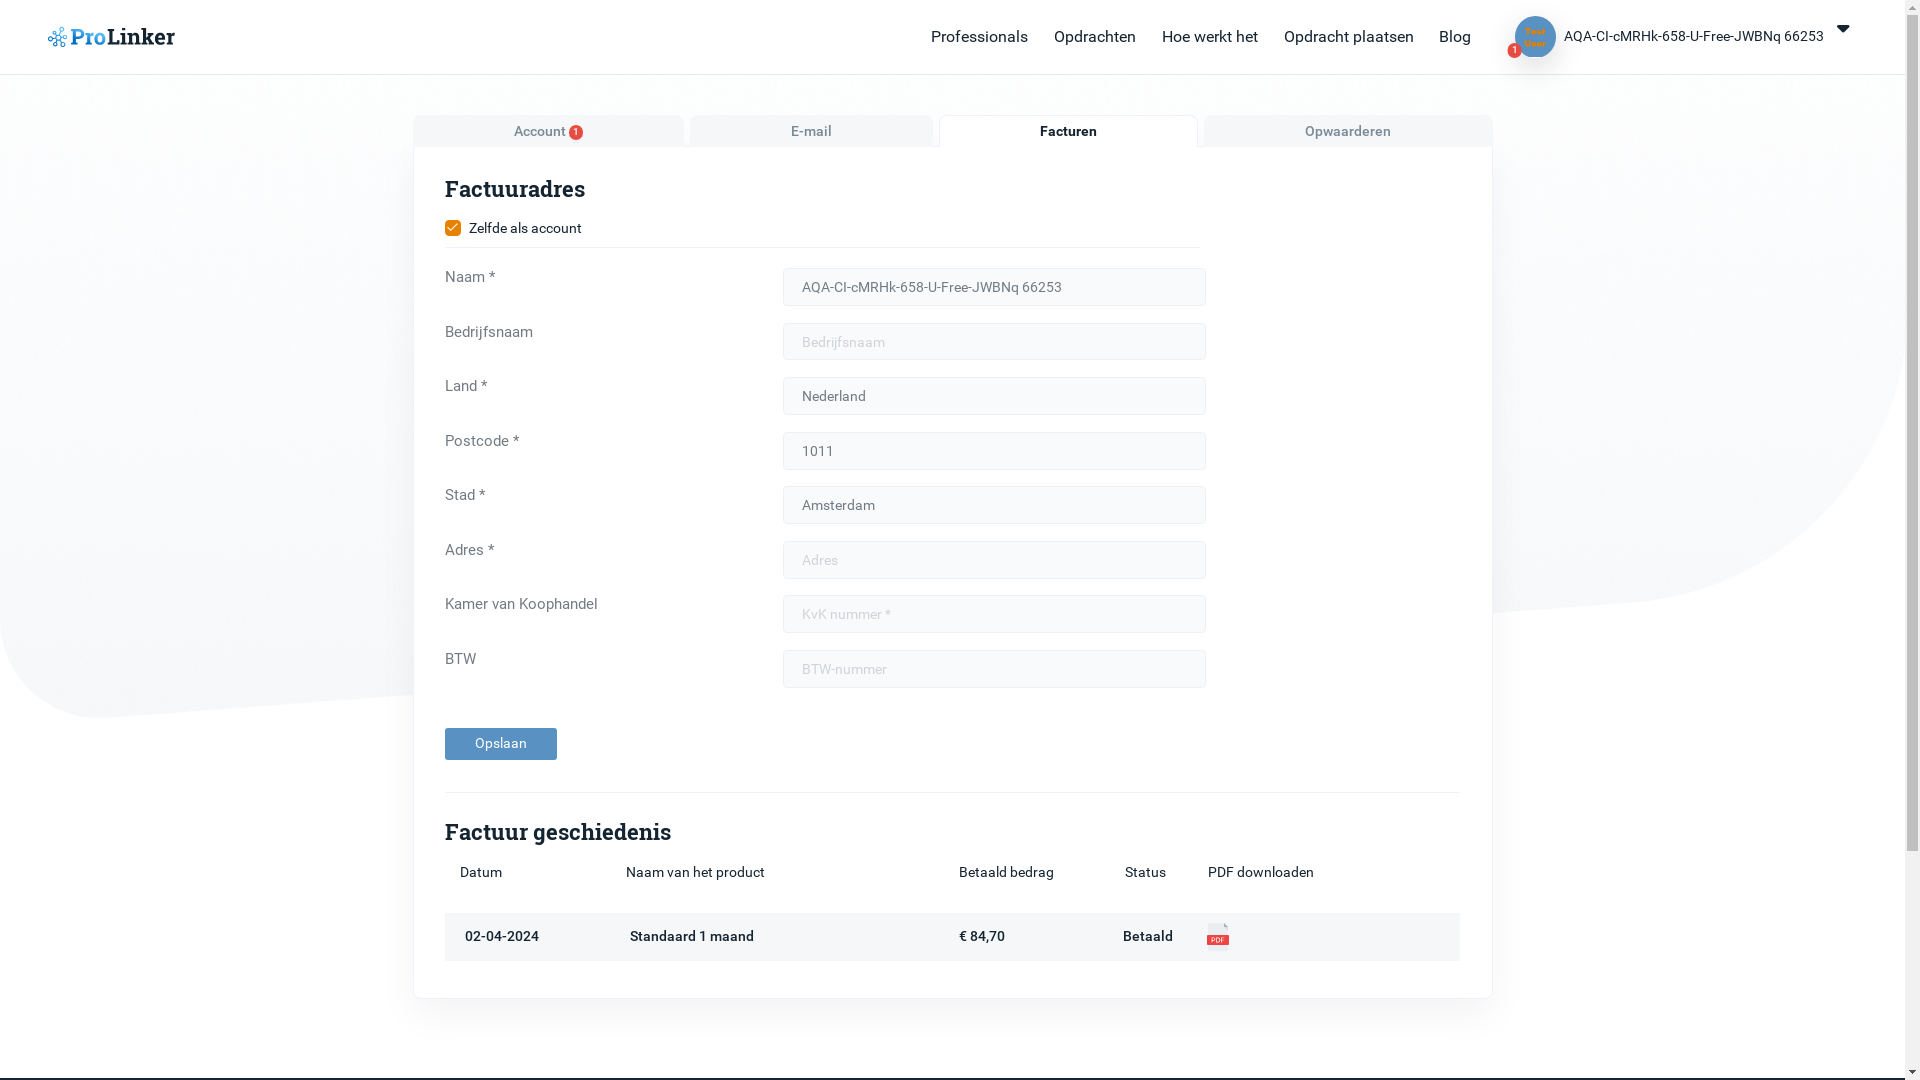 ProLinker
Professionals Opdrachten Hoe werkt het Opdracht plaatsen Blog
Test User
1
AQA-CI-cMRHk-658-U-Free-JWBNq 66253
Account 1 E-mail Facturen Opwaarderen
Factuuradres
Zelfde als account
Naam * AQA-CI-cMRHk-658-U-Free-JWBNq 66253
Bedrijfsnaam Bedrijfsnaam
Land * Nederland
Postcode * 1011
Stad * Amsterdam
Adres * Adres
Kamer van Koophandel KvK nummer *
BTW BTW-nummer
Opslaan
Factuur geschiedenis
Datum Naam van het product Betaald bedrag Status PDF downloaden
02-04-2024 Standaard 1 maand € 84,70 Betaald PDF